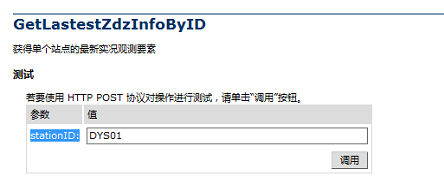 GetLastestZdzInfoByID
获得单个站点的最新实况观测要素
测试
若要使用 HTTP POST 协议对操作进行测试，请单击“调用”按钮。
参数 值
stationID: DYS01
调用